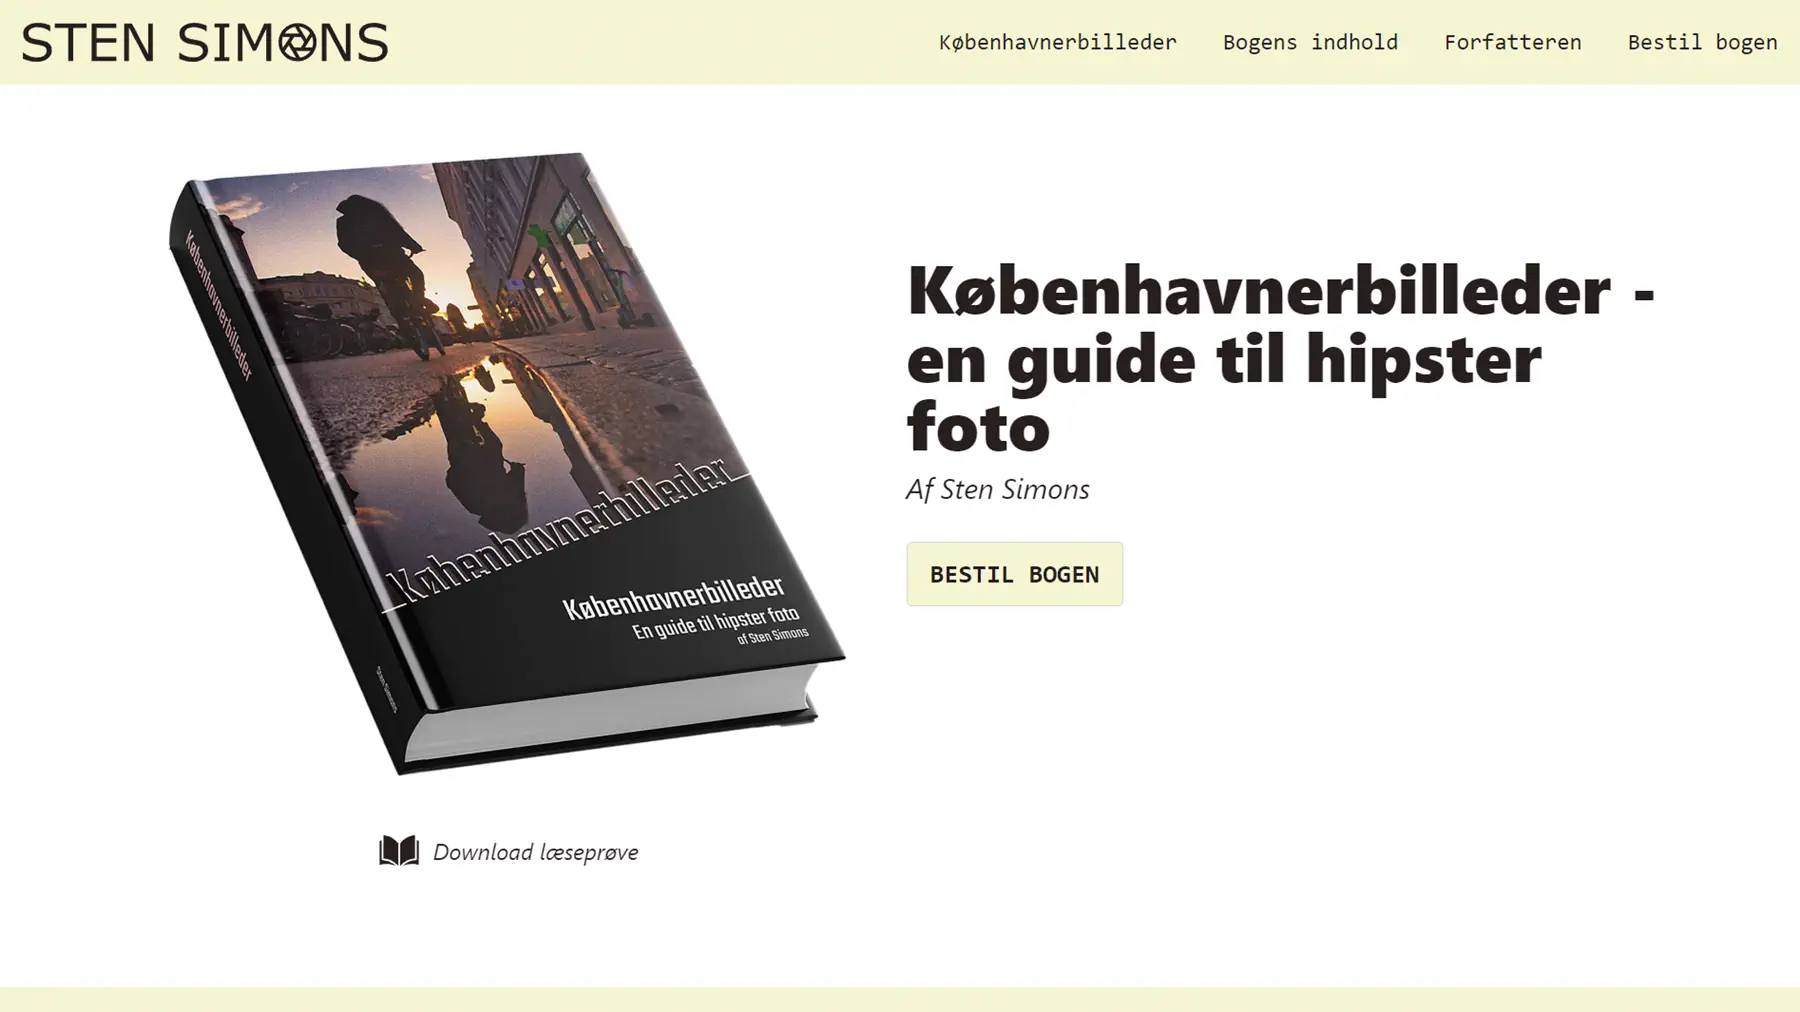 STEN SIMONS
Københavnerbilleder Bogens indhold Forfatteren Bestil bogen
Københavnerbilleder
Sten Simons
Københavnerbilleder
Københavnerbilleder
En guide til hipster foto
af Sten Simons
Københavnerbilleder -
en guide til hipster
foto
Af Sten Simons
BESTIL BOGEN
Download læseprøve